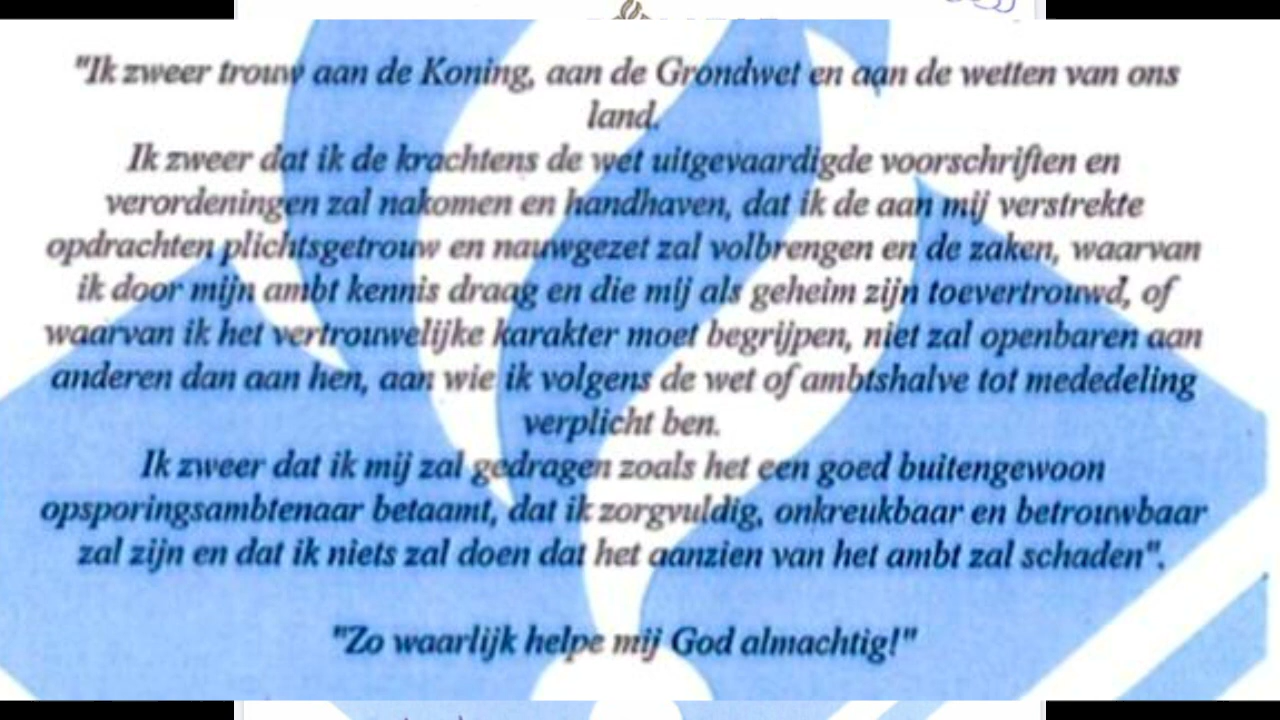 "Ik zweer trouw aan de Koning, aan de Grondwet en aan de wetten van ons
land.
Ik zweer dat ik de krachtens de wet uitgevaardigde voorschriften en
verordeningen zal nakomen en handhaven, dat ik de aan mij verstrekte
opdrachten plichtsgetrouw en nauwgezet zal volbrengen en de zaken, waarvan
ik door mijn ambt kennis draag en die mij als geheim zijn toevertrouwd, of
waarvan ik het vertrouwelijke karakter moet begrijpen, niet zal openbaren aan
anderen dan aan hen, aan wie ik volgens de wet of ambtshalve tot mededeling
verplicht ben.
Ik zweer dat ik mij zal gedragen zoals het een goed buitengewoon
opsporingsambtenaar betaamt, dat ik zorgvuldig, onkreukbaar en betrouwbaar
zal zijn en dat ik niets zal doen dat het aanzien van het ambt zal schaden".
"Zo waarlijk helpe mij God almachtig!"